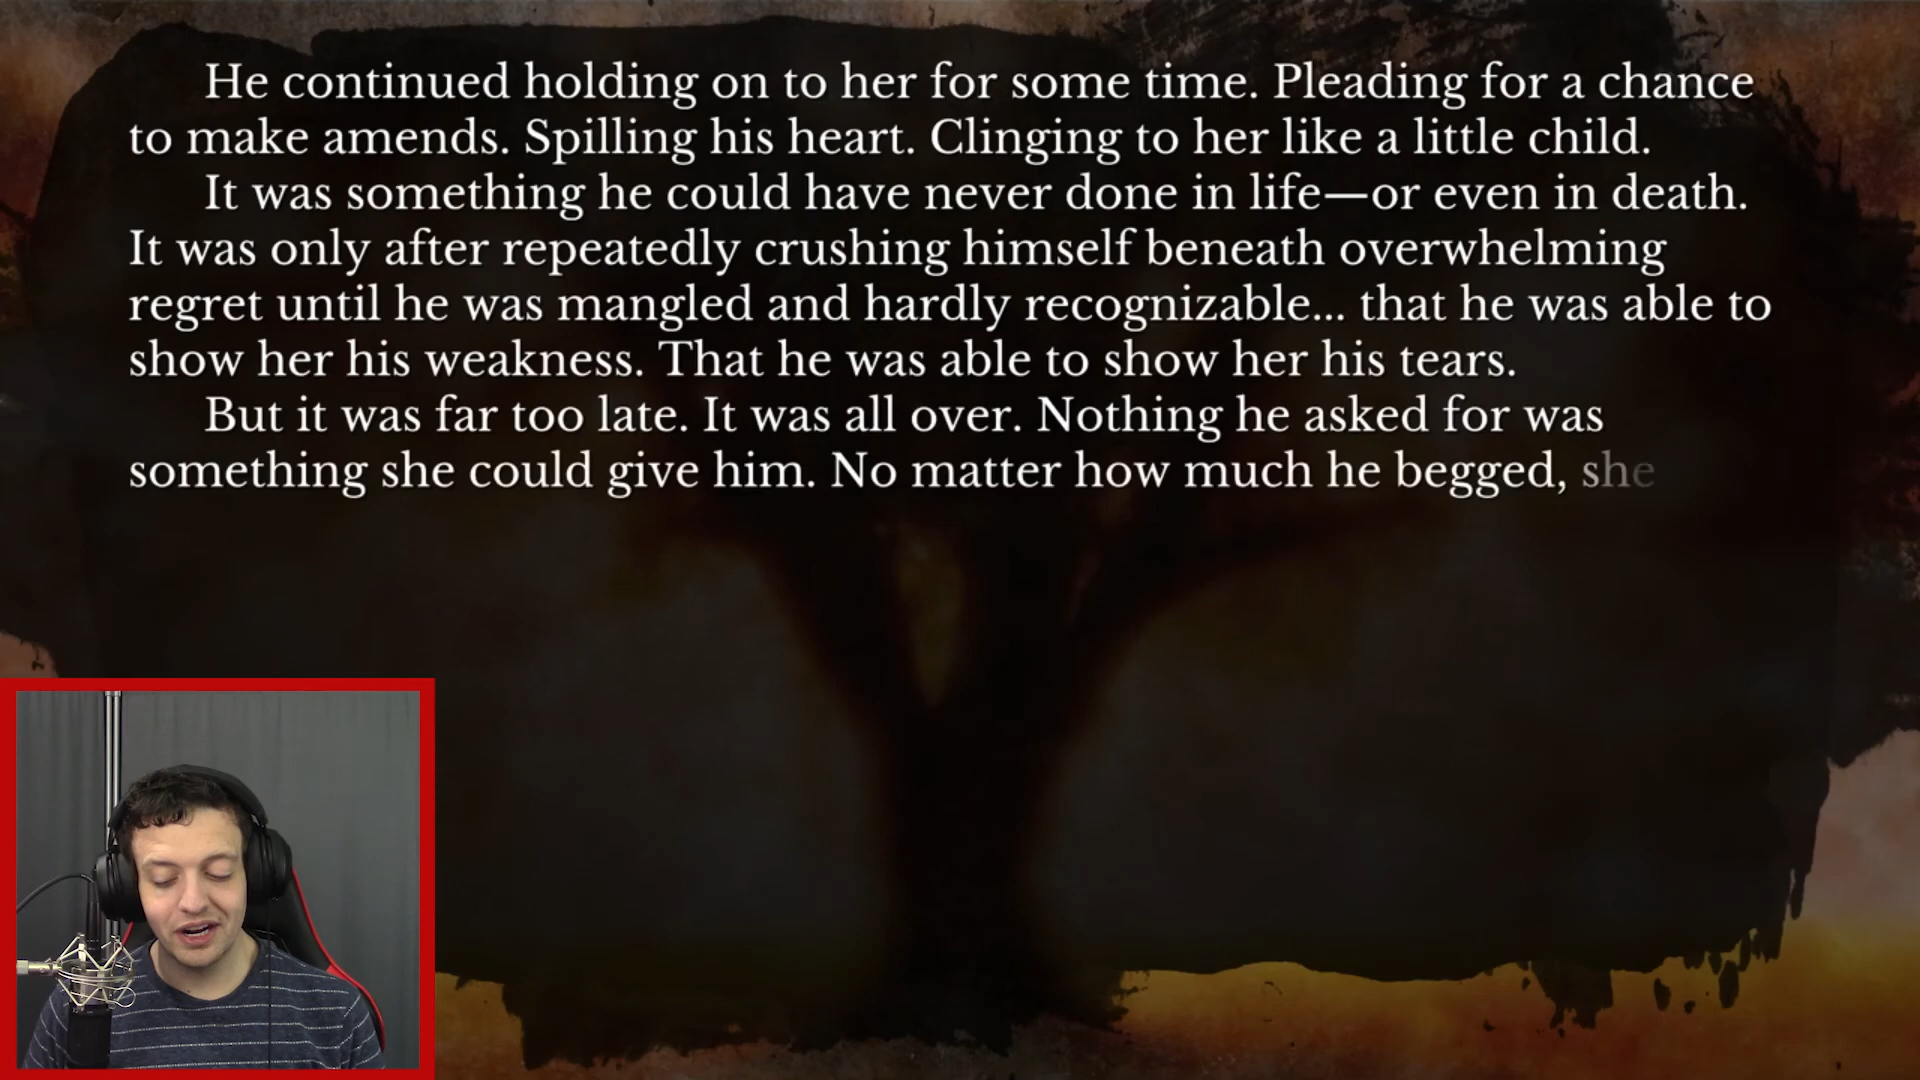 He continued holding on to her for some time. Pleading for a chance
to make amends. Spilling his heart. Clinging to her like a little child.
It was something he could have never done in life—or even in death.
It was only after repeatedly crushing himself beneath overwhelming
regret until he was mangled and hardly recognizable... that he was able to
show her his weakness. That he was able to show her his tears.
But it was far too late. It was all over. Nothing he asked for was
something she could give him. No matter how much he begged, she